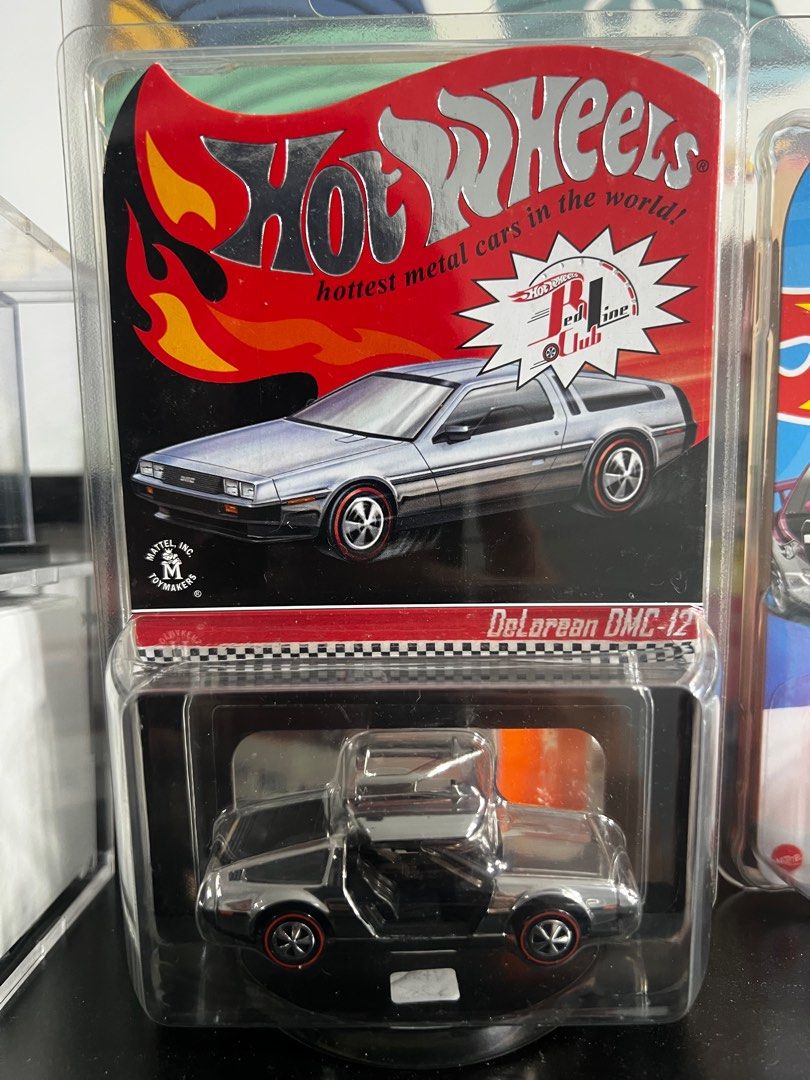 Hot Wheels®
hottest metal cars in the world!
Hot Wheels
Red Line
Club
DMC
MATTEL, INC.
M
TOYMAKERS
®
DeLorean DMC-12